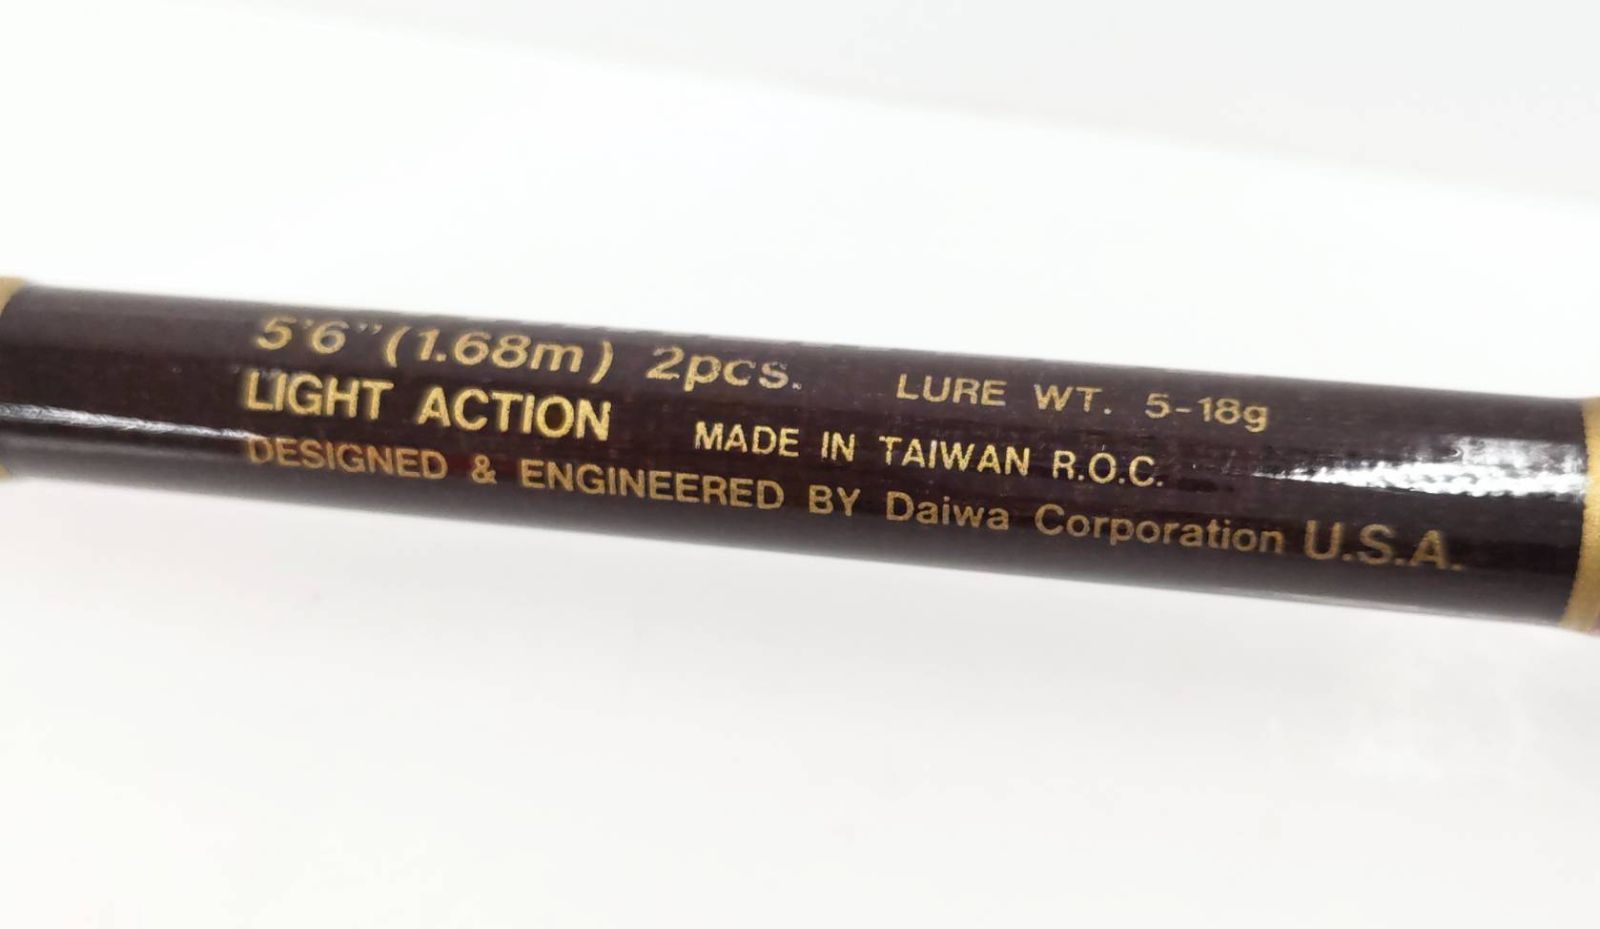 5'6" (1.68m) 2pcs. LURE WT. 5-18g
LIGHT ACTION MADE IN TAIWAN R.O.C.
DESIGNED & ENGINEERED BY Daiwa Corporation U.S.A.